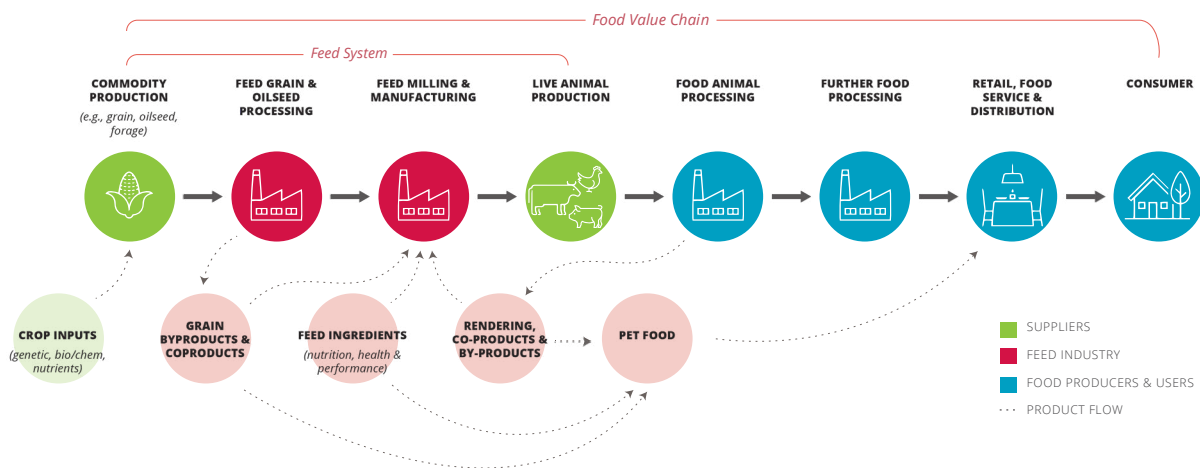 Food Value Chain
Feed System
COMMODITY
PRODUCTION
(e.g., grain, oilseed,
forage)
FEED GRAIN &
OILSEED
PROCESSING
FEED MILLING &
MANUFACTURING
LIVE ANIMAL
PRODUCTION
FOOD ANIMAL
PROCESSING
FURTHER FOOD
PROCESSING
RETAIL, FOOD
SERVICE &
DISTRIBUTION
CONSUMER
CROP INPUTS
(genetic, bio/chem,
nutrients)
GRAIN
BYPRODUCTS &
COPRODUCTS
FEED INGREDIENTS
(nutrition, health &
performance)
RENDERING,
CO-PRODUCTS &
BY-PRODUCTS
PET FOOD
SUPPLIERS
FEED INDUSTRY
FOOD PRODUCERS & USERS
PRODUCT FLOW